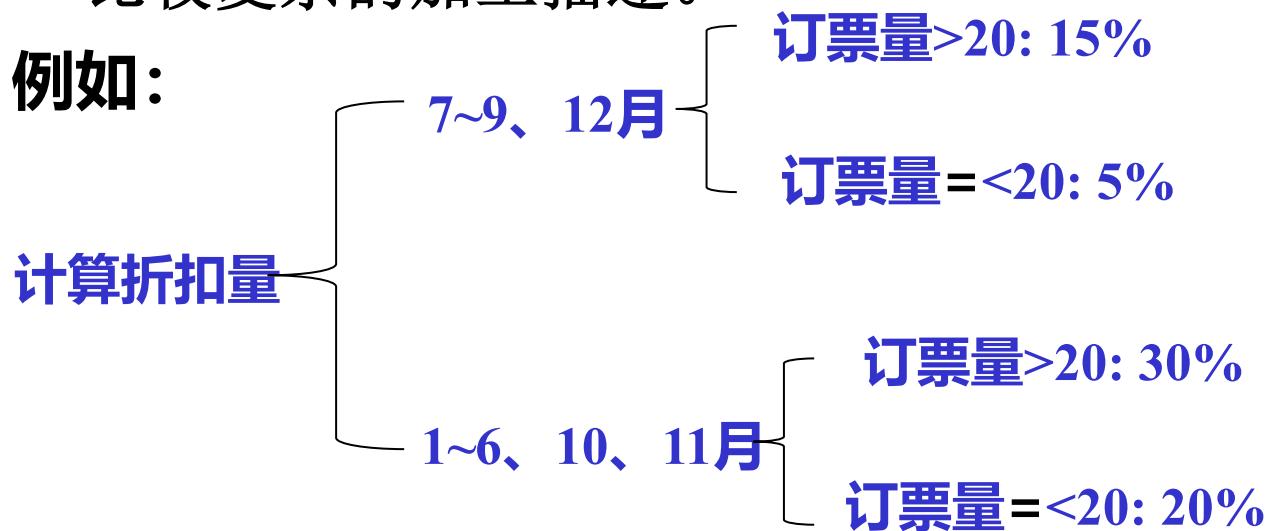 例如：
订票量>20: 15%
7~9、12月
订票量=<20: 5%
计算折扣量
订票量>20: 30%
1~6、10、11月
订票量=<20: 20%